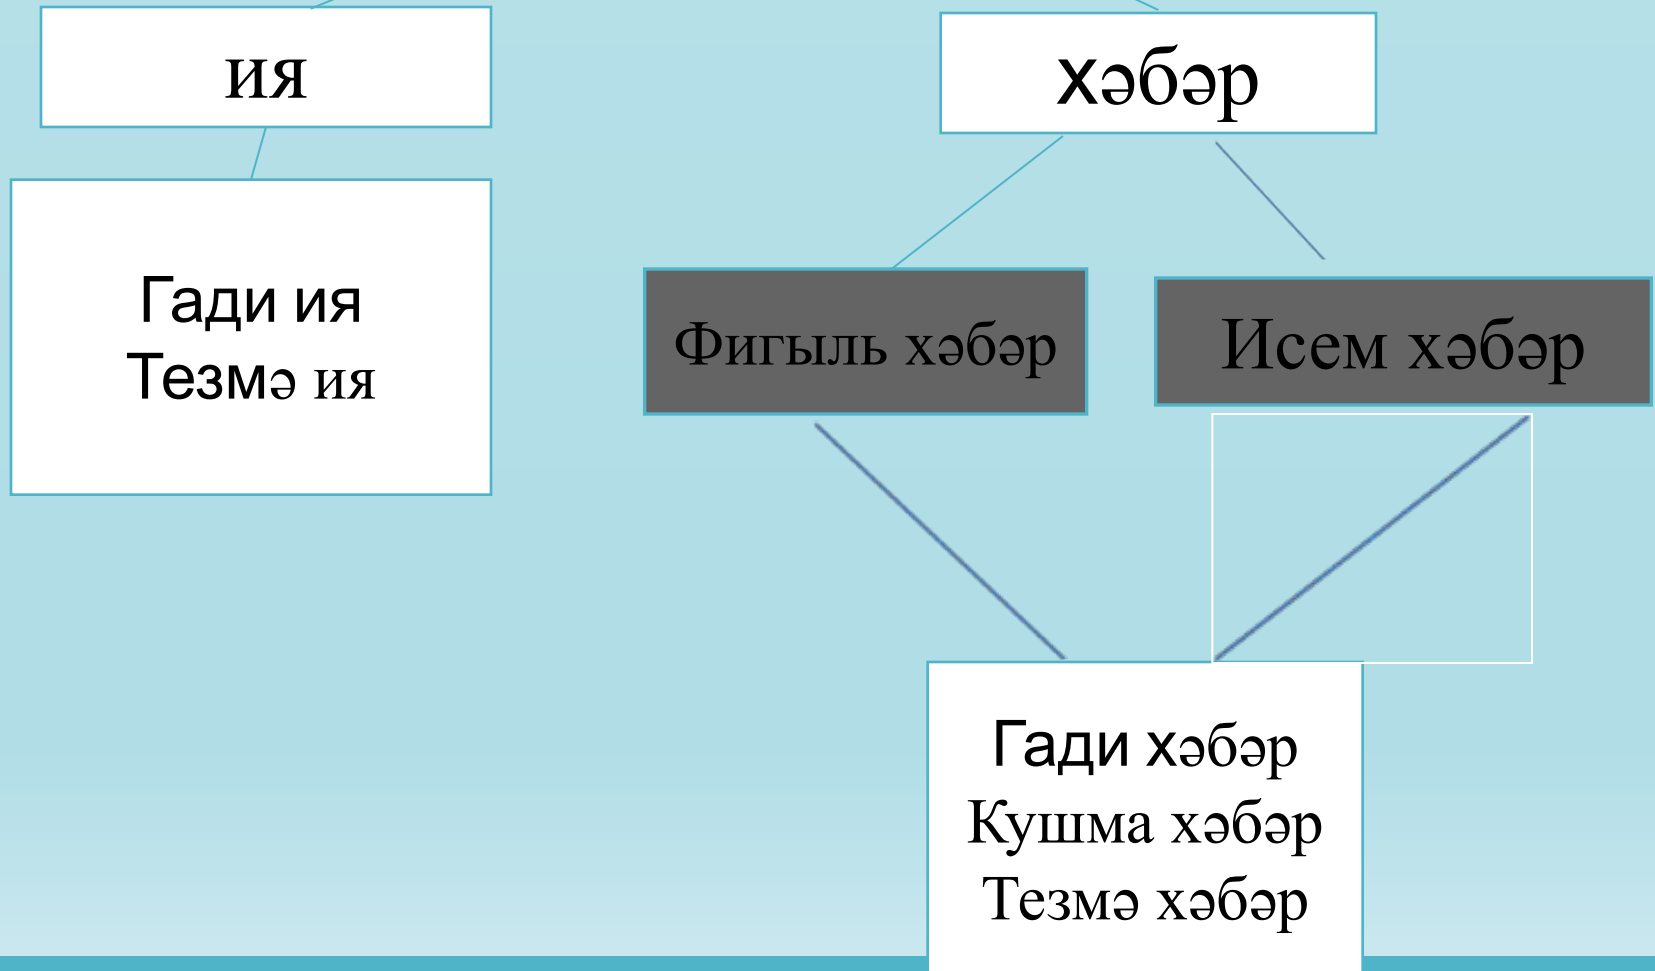 ия
хәбәр
Гади ия
Тезмә ия
Фигыль хәбәр
Исем хәбәр
Гади хәбәр
Кушма хәбәр
Тезмә хәбәр